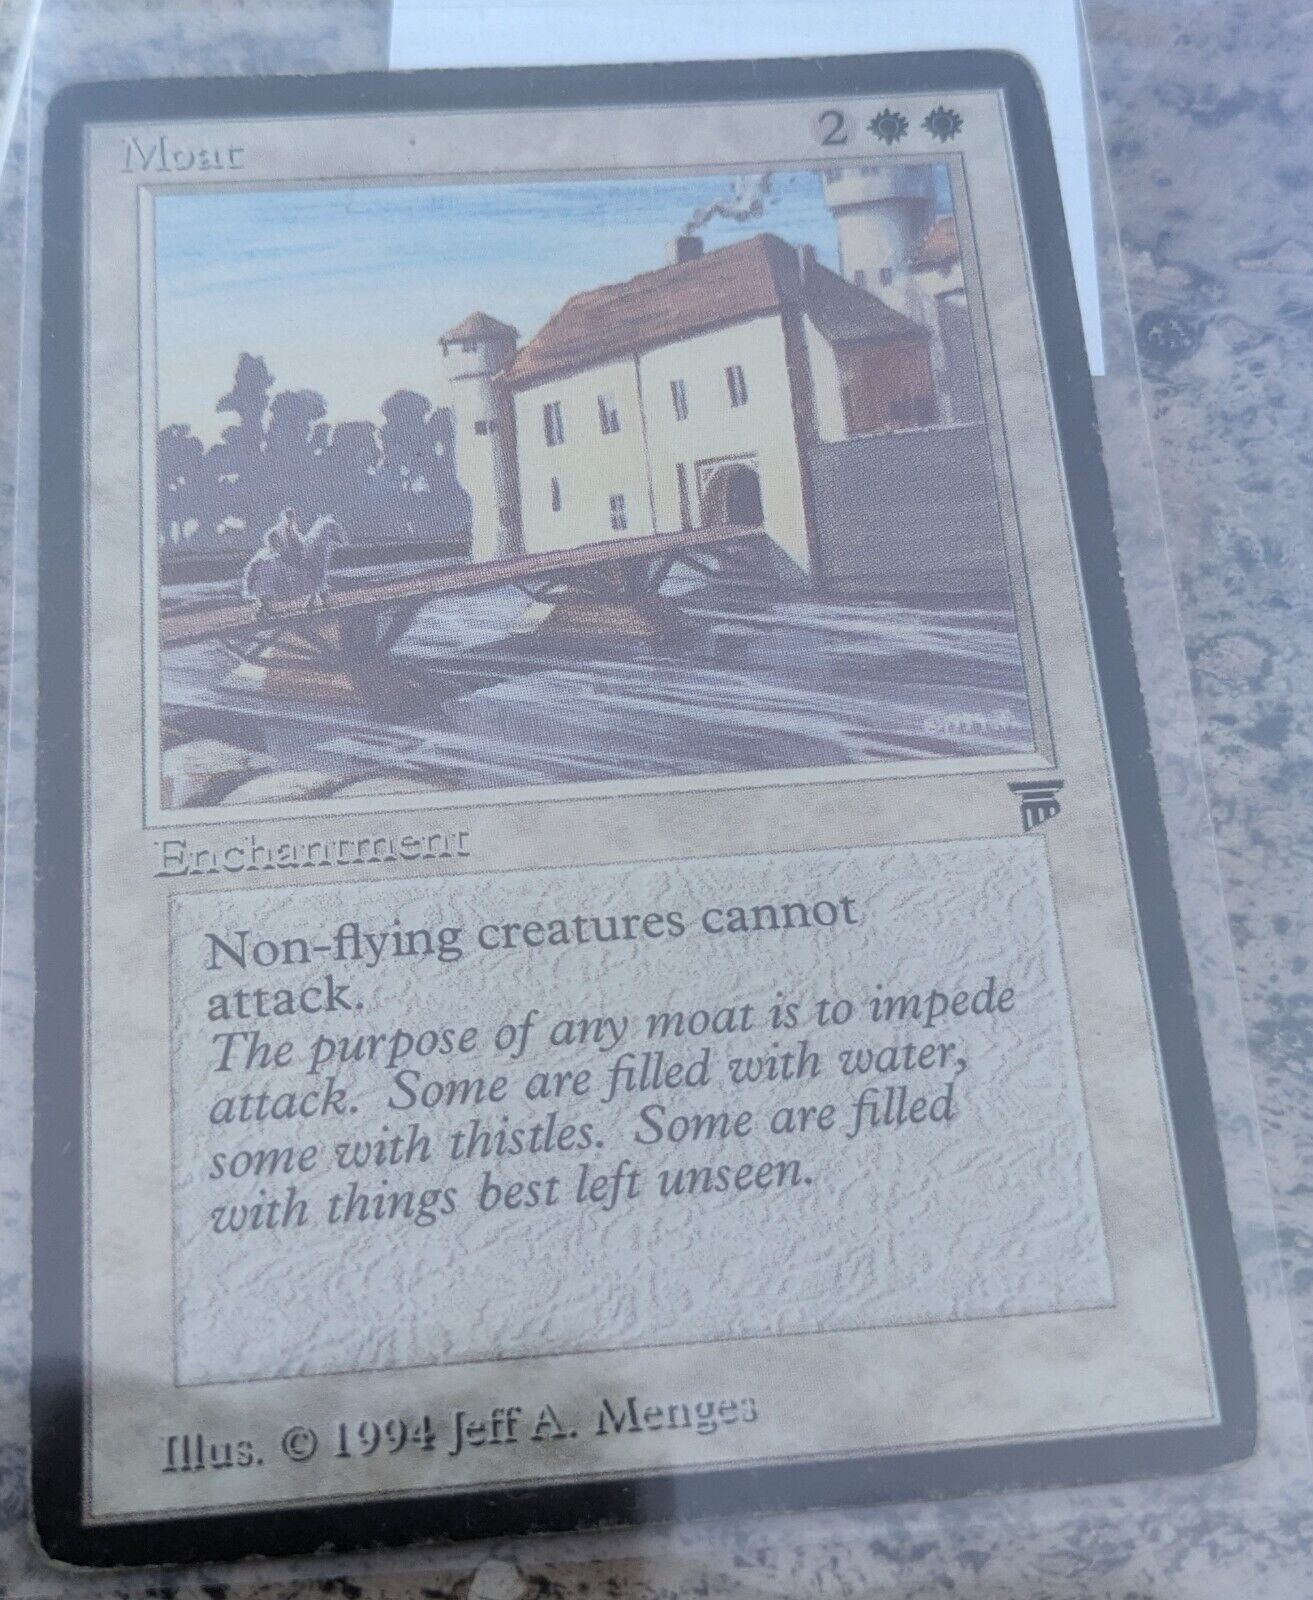 Moat 2
Enchantment
Non-flying creatures cannot
attack.
The purpose of any moat is to impede
attack. Some are filled with water,
some with thistles. Some are filled
with things best left unseen.
Illus. © 1994 Jeff A. Menges